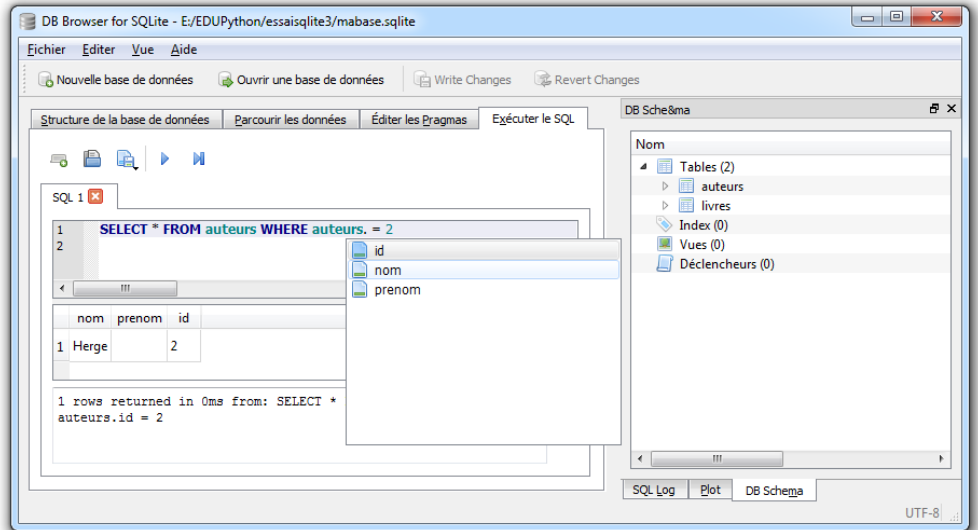 DB Browser for SQLite - E:/EDUPython/essaisqlite3/mabase.sqlite
Fichier Editer Vue Aide
Nouvelle base de données Ouvrir une base de données Write Changes Revert Changes
Structure de la base de données Parcourir les données Éditer les Pragmas Exécuter le SQL
SQL 1
1 SELECT * FROM auteurs WHERE auteurs. = 2
2
id
nom
prenom
nom prenom id
1 Herge 2
1 rows returned in 0ms from: SELECT *
auteurs.id = 2
DB Sche&ma
Nom
Tables (2)
auteurs
livres
Index (0)
Vues (0)
Déclencheurs (0)
SQL Log Plot DB Schema
UTF-8